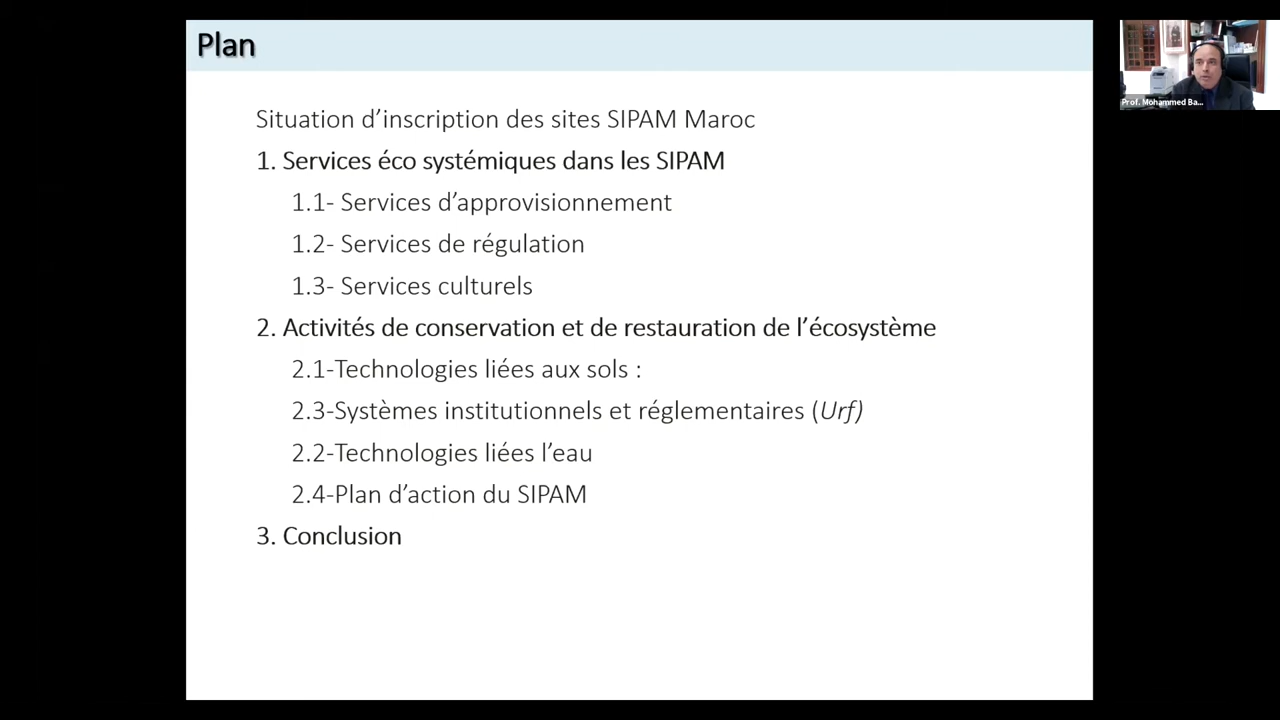 Plan
Situation d’inscription des sites SIPAM Maroc
1. Services éco systémiques dans les SIPAM
1.1- Services d’approvisionnement
1.2- Services de régulation
1.3- Services culturels
2. Activités de conservation et de restauration de l’écosystème
2.1-Technologies liées aux sols :
2.3-Systèmes institutionnels et réglementaires (Urf)
2.2-Technologies liées l’eau
2.4-Plan d’action du SIPAM
3. Conclusion
Prof. Mohammed Ba...